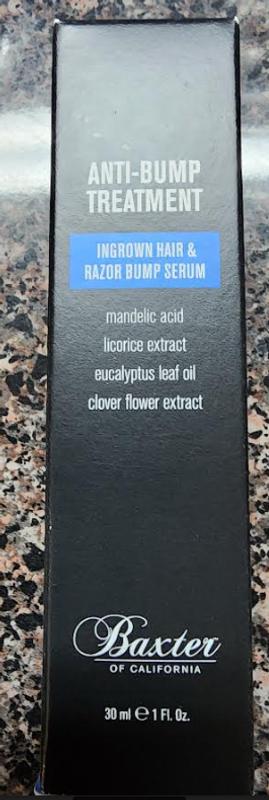 ANTI-BUMP
TREATMENT
INGROWN HAIR &
RAZOR BUMP SERUM
mandelic acid
licorice extract
eucalyptus leaf oil
clover flower extract
Baxter
OF CALIFORNIA
30 ml ℮ 1 Fl. Oz.